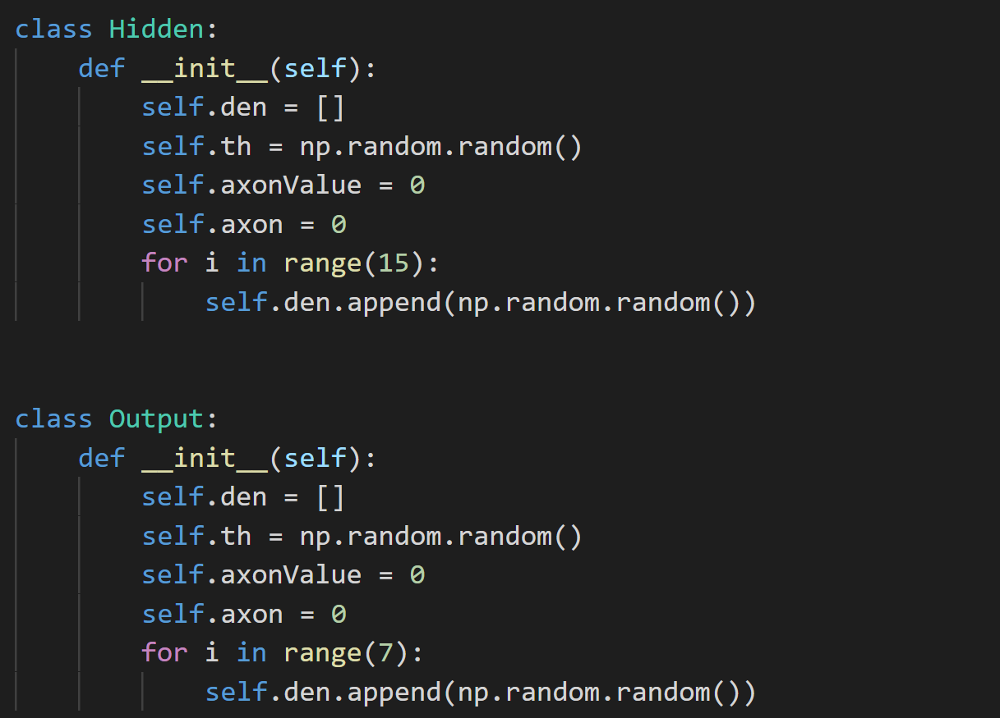 class Hidden:
    def __init__(self):
        self.den = []
        self.th = np.random.random()
        self.axonValue = 0
        self.axon = 0
        for i in range(15):
            self.den.append(np.random.random())
class Output:
    def __init__(self):
        self.den = []
        self.th = np.random.random()
        self.axonValue = 0
        self.axon = 0
        for i in range(7):
            self.den.append(np.random.random())